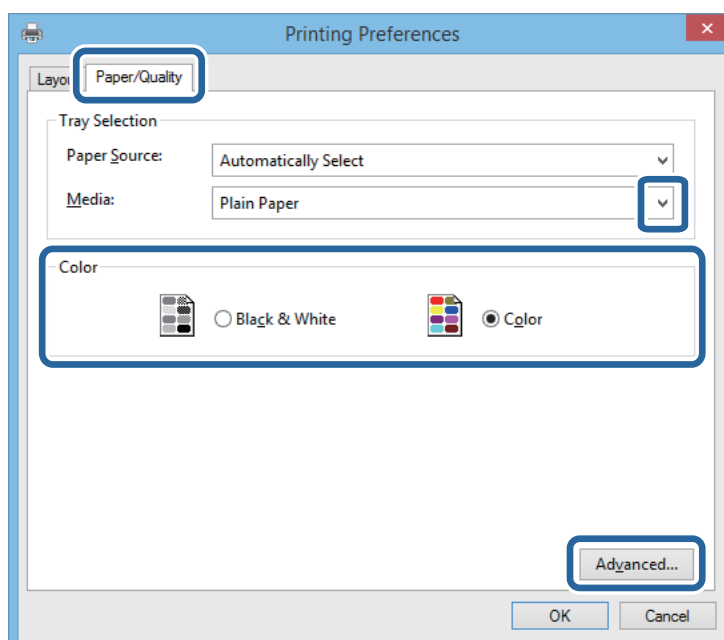 Printing Preferences
Layou
Paper/Quality
Tray Selection
Paper Source:
Automatically Select
Media:
Plain Paper
Color
Black & White
Color
Advanced...
OK
Cancel